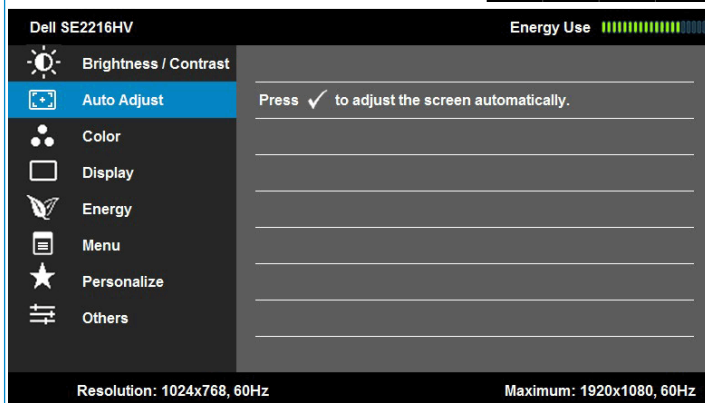 Dell SE2216HV Energy Use
Brightness / Contrast
Auto Adjust Press ✓ to adjust the screen automatically.
Color
Display
Energy
Menu
Personalize
Others
Resolution: 1024x768, 60Hz Maximum: 1920x1080, 60Hz